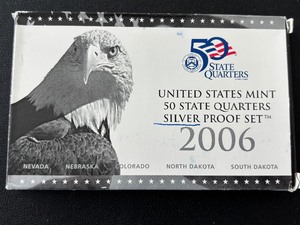 50
STATE
QUARTERS
UNITED STATES MINT
50 STATE QUARTERS
SILVER PROOF SET™
2006
NEVADA NEBRASKA COLORADO NORTH DAKOTA SOUTH DAKOTA